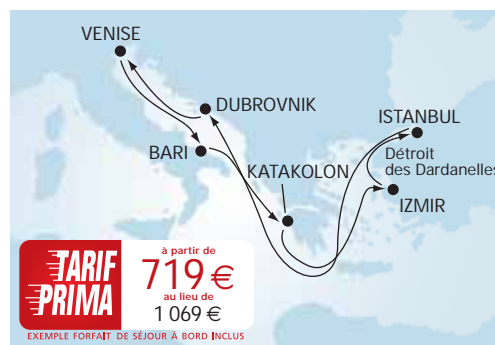 VENISE
DUBROVNIK
ISTANBUL
BARI
KATAKOLON
Détroit
des Dardanelles
IZMIR
TARIF
PRIMA
à partir de
719 €
au lieu de
1 069 €
EXEMPLE FORFAIT DE SÉJOUR À BORD INCLUS